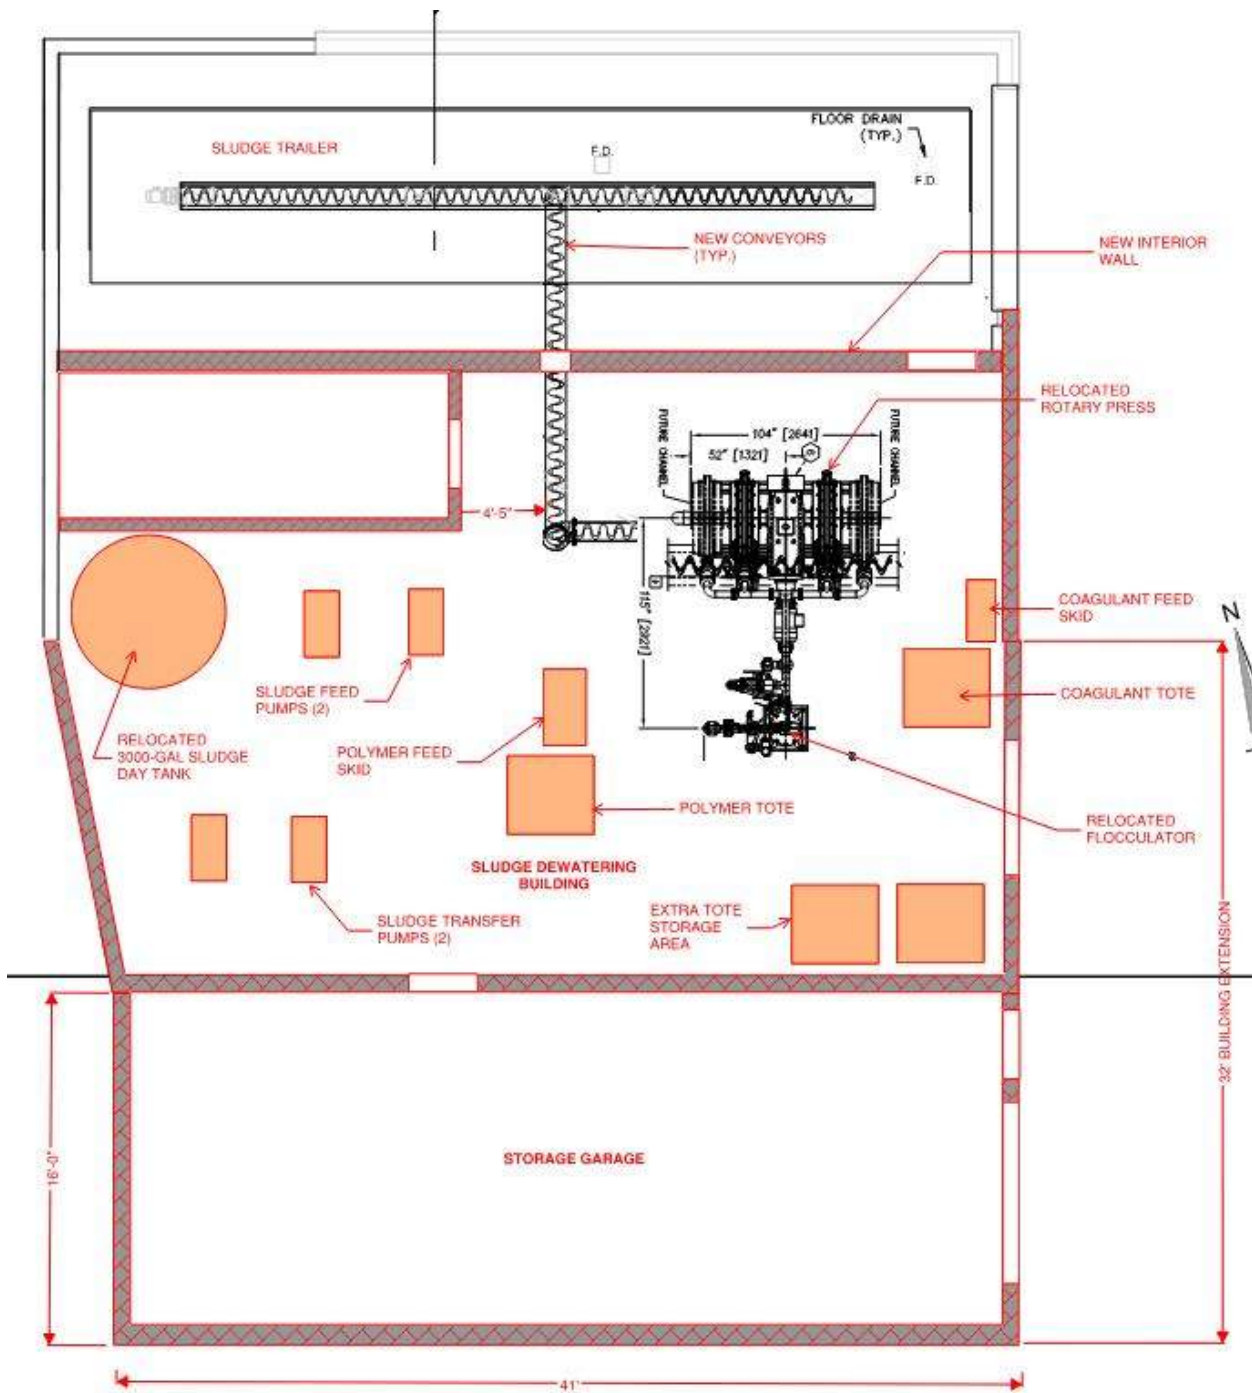 FLOOR DRAIN
(TYP.)
SLUDGE TRAILER
F.D.
F.D.
NEW CONVEYORS
(TYP.)
NEW INTERIOR
WALL
RELOCATED
ROTARY PRESS
FUTURE CHANNEL
104" [2641]
52" [1321]
FUTURE CHANNEL
4'-5"
115" [2921]
COAGULANT FEED
SKID
N
SLUDGE FEED
PUMPS (2)
COAGULANT TOTE
RELOCATED
3000-GAL SLUDGE
DAY TANK
POLYMER FEED
SKID
POLYMER TOTE
RELOCATED
FLOCCULATOR
SLUDGE DEWATERING
BUILDING
SLUDGE TRANSFER
PUMPS (2)
EXTRA TOTE
STORAGE
AREA
32' BUILDING EXTENSION
16'-0"
STORAGE GARAGE
41'